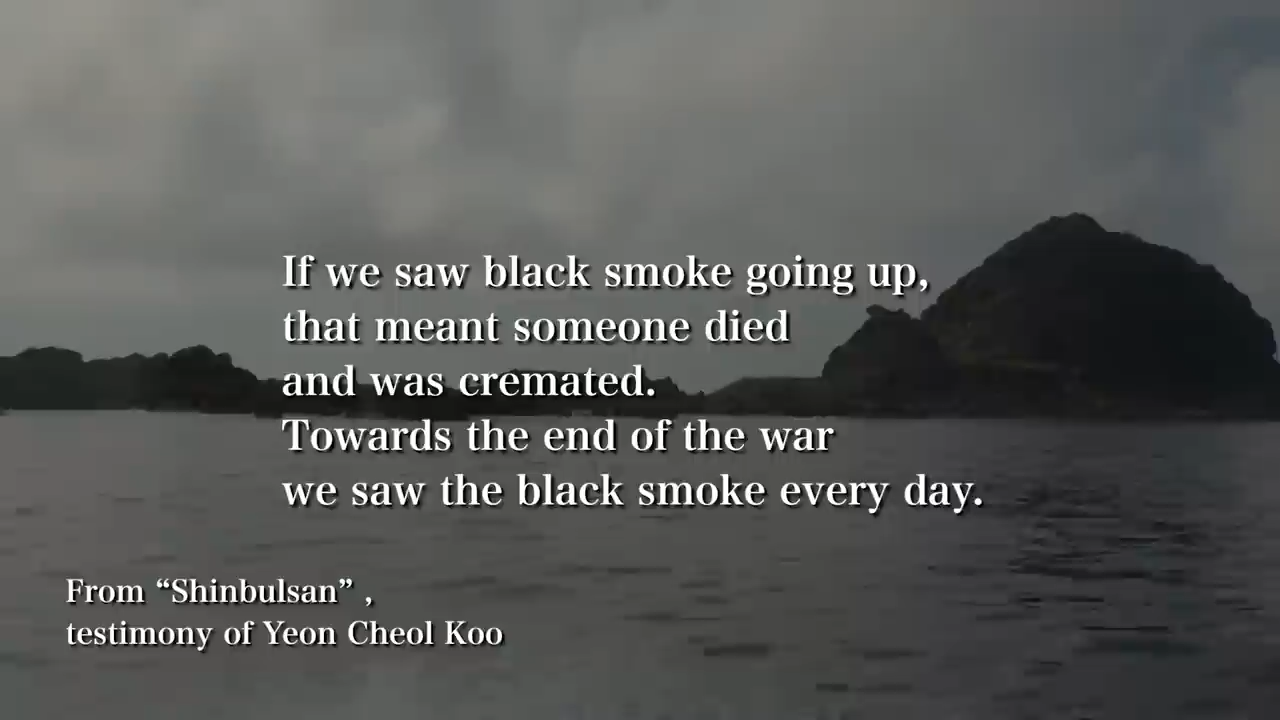 If we saw black smoke going up,
that meant someone died
and was cremated.
Towards the end of the war
we saw the black smoke every day.
From “Shinbulsan” ,
testimony of Yeon Cheol Koo